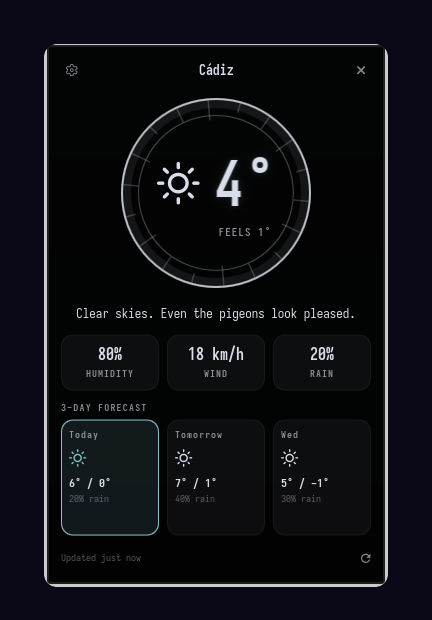 Cádiz
4°
FEELS 1°
Clear skies. Even the pigeons look pleased.
80% 18 km/h 20%
HUMIDITY WIND RAIN
3-DAY FORECAST
Today Tomorrow Wed
6° / 0° 7° / 1° 5° / -1°
20% rain 40% rain 30% rain
Updated just now